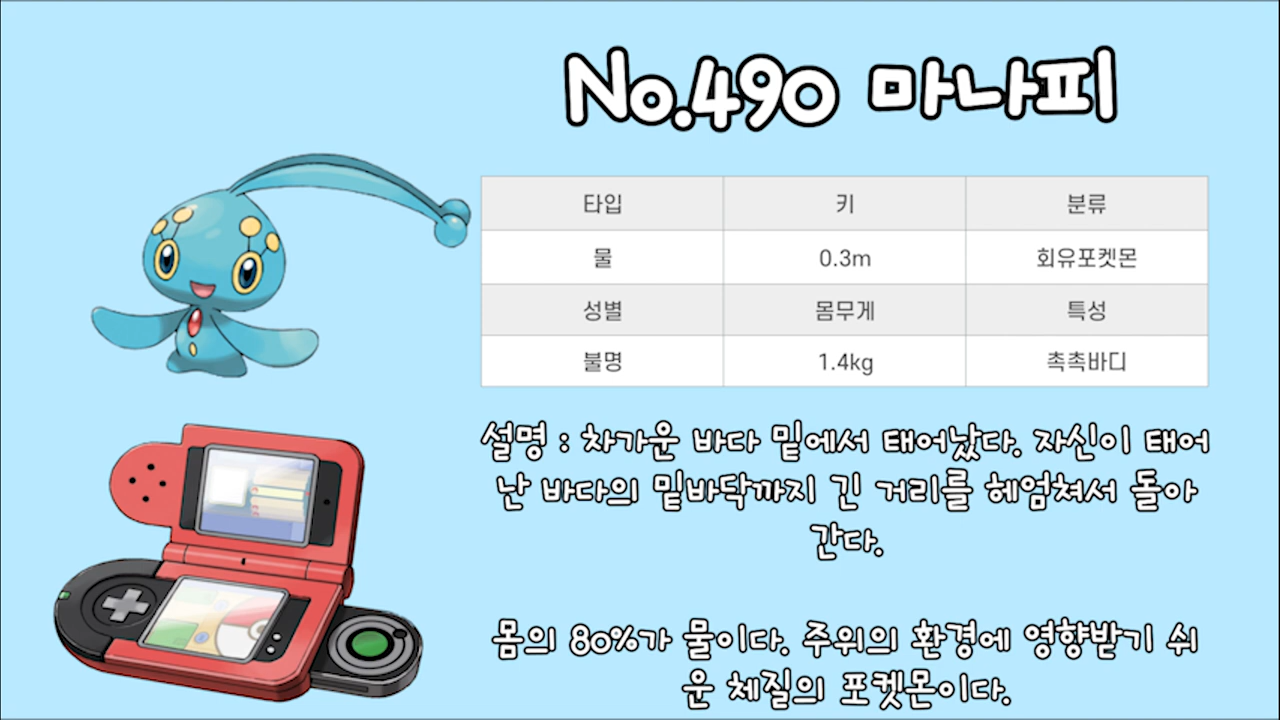 No.490 마나피
타입 키 분류
물 0.3m 회유포켓몬
성별 몸무게 특성
불명 1.4kg 촉촉바디
설명 : 차가운 바다 밑에서 태어났다. 자신이 태어
난 바다의 밑바닥까지 긴 거리를 헤엄쳐서 돌아
간다.
몸의 80%가 물이다. 주위의 환경에 영향받기 쉬
운 체질의 포켓몬이다.